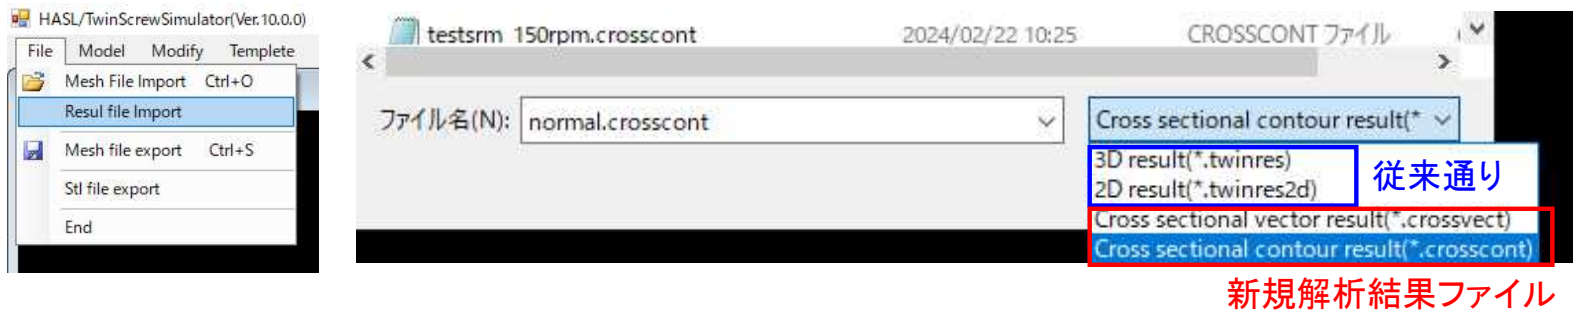 HASL/TwinScrewSimulator(Ver.10.0.0)
File Model Modify Templete
Mesh File Import Ctrl+O
Resul file Import
Mesh file export Ctrl+S
Stl file export
End
testsrm 150rpm.crosscont 2024/02/22 10:25 CROSSCONT ファイル
ファイル名(N): normal.crosscont Cross sectional contour result(*
3D result(*.twinres)
2D result(*.twinres2d)
従来通り
Cross sectional vector result(*.crossvect)
Cross sectional contour result(*.crosscont)
新規解析結果ファイル